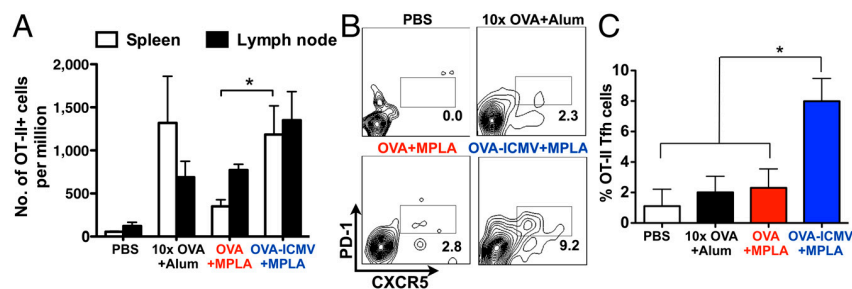 A
Spleen
Lymph node
No. of OT-II+ cells
per million
2,000
1,500
1,000
500
0
*
PBS
10x OVA
+Alum
OVA
+MPLA
OVA-ICMV
+MPLA
B
PBS
10x OVA+Alum
0.0
2.3
OVA+MPLA
OVA-ICMV+MPLA
2.8
9.2
PD-1
CXCR5
C
*
% OT-II Tfh cells
10
8
6
4
2
0
PBS
10x OVA
+Alum
OVA
+MPLA
OVA-ICMV
+MPLA